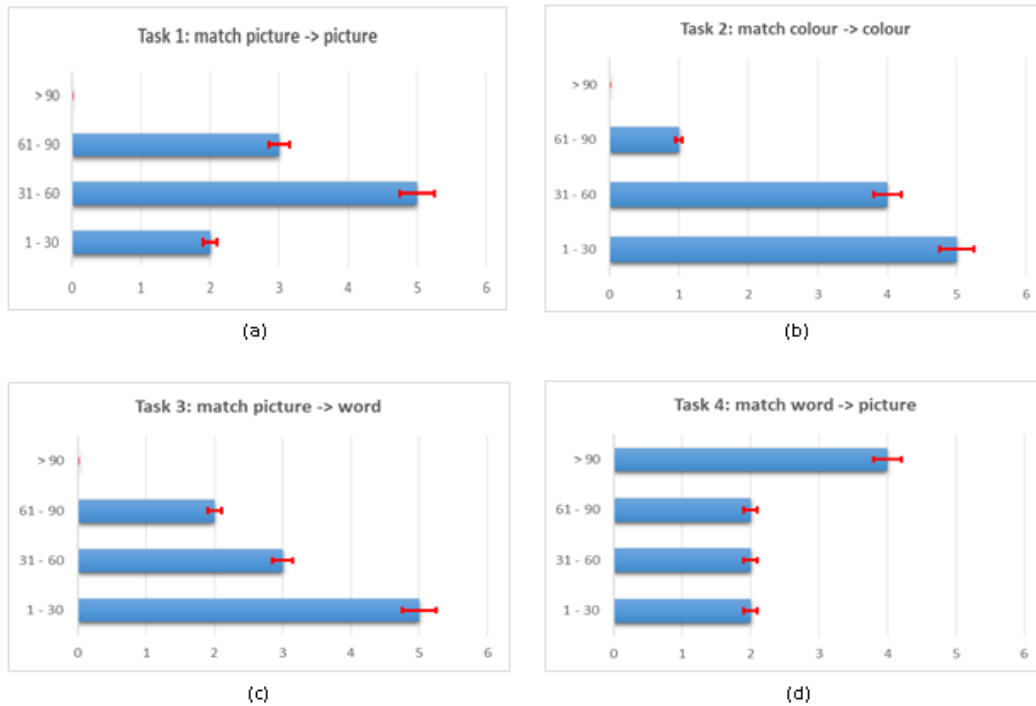 Task 1: match picture -> picture
> 90
61 - 90
31 - 60
1 - 30
0 1 2 3 4 5 6
(a)
Task 2: match colour -> colour
> 90
61 - 90
31 - 60
1 - 30
0 1 2 3 4 5 6
(b)
Task 3: match picture -> word
> 90
61 - 90
31 - 60
1 - 30
0 1 2 3 4 5 6
(c)
Task 4: match word -> picture
> 90
61 - 90
31 - 60
1 - 30
0 1 2 3 4 5 6
(d)